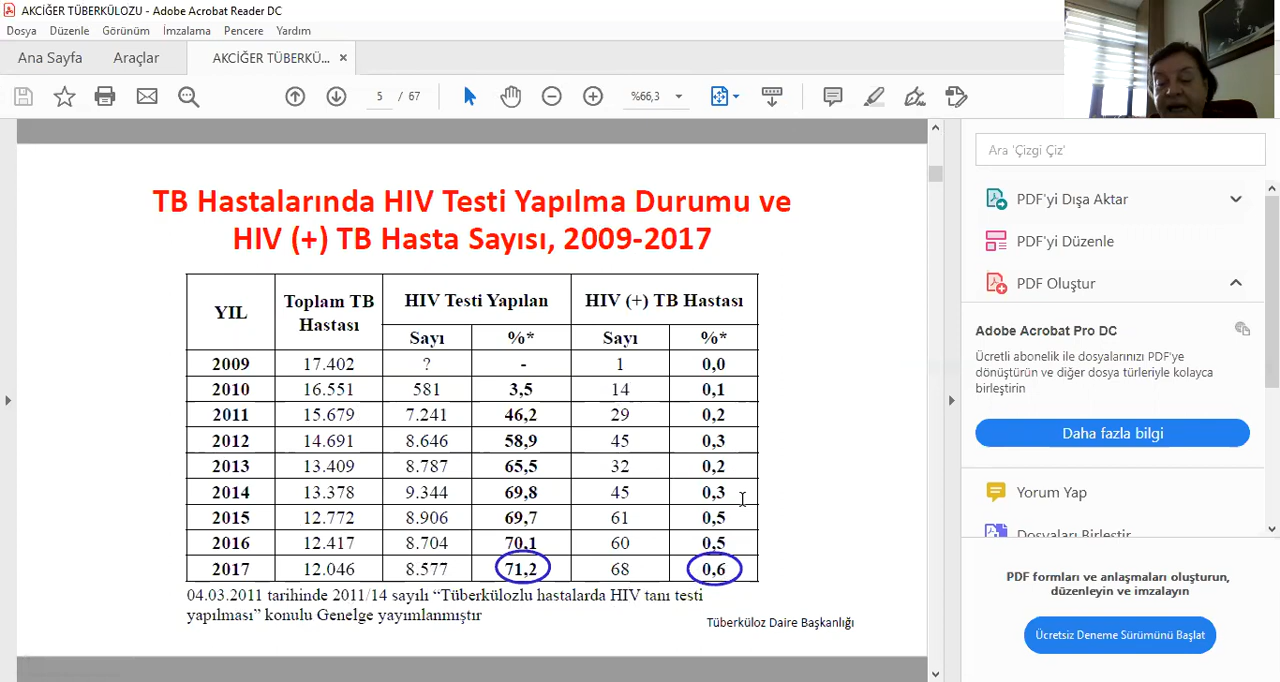 AKCİĞER TÜBERKÜLOZU - Adobe Acrobat Reader DC
Dosya Düzenle Görünüm İmzalama Pencere Yardım
Ana Sayfa Araçlar AKCİĞER TÜBERKÜ... ×
5 / 67 %66,3
TB Hastalarında HIV Testi Yapılma Durumu ve
HIV (+) TB Hasta Sayısı, 2009-2017
YIL Toplam TB Hastası HIV Testi Yapılan HIV (+) TB Hastası
Sayı %* Sayı %*
2009 17.402 ? - 1 0,0
2010 16.551 581 3,5 14 0,1
2011 15.679 7.241 46,2 29 0,2
2012 14.691 8.646 58,9 45 0,3
2013 13.409 8.787 65,5 32 0,2
2014 13.378 9.344 69,8 45 0,3
2015 12.772 8.906 69,7 61 0,5
2016 12.417 8.704 70,1 60 0,5
2017 12.046 8.577 71,2 68 0,6
04.03.2011 tarihinde 2011/14 sayılı “Tüberkülozlu hastalarda HIV tanı testi
yapılması” konulu Genelge yayımlanmıştır
Tüberküloz Daire Başkanlığı
Ara 'Çizgi Çiz'
PDF'yi Dışa Aktar
PDF'yi Düzenle
PDF Oluştur
Adobe Acrobat Pro DC
Ücretli abonelik ile dosyalarınızı PDF'ye
dönüştürün ve diğer dosya türleriyle kolayca
birleştirin
Daha fazla bilgi
Yorum Yap
Dosyaları Birleştir
PDF formları ve anlaşmaları oluşturun,
düzenleyin ve imzalayın
Ücretsiz Deneme Sürümünü Başlat